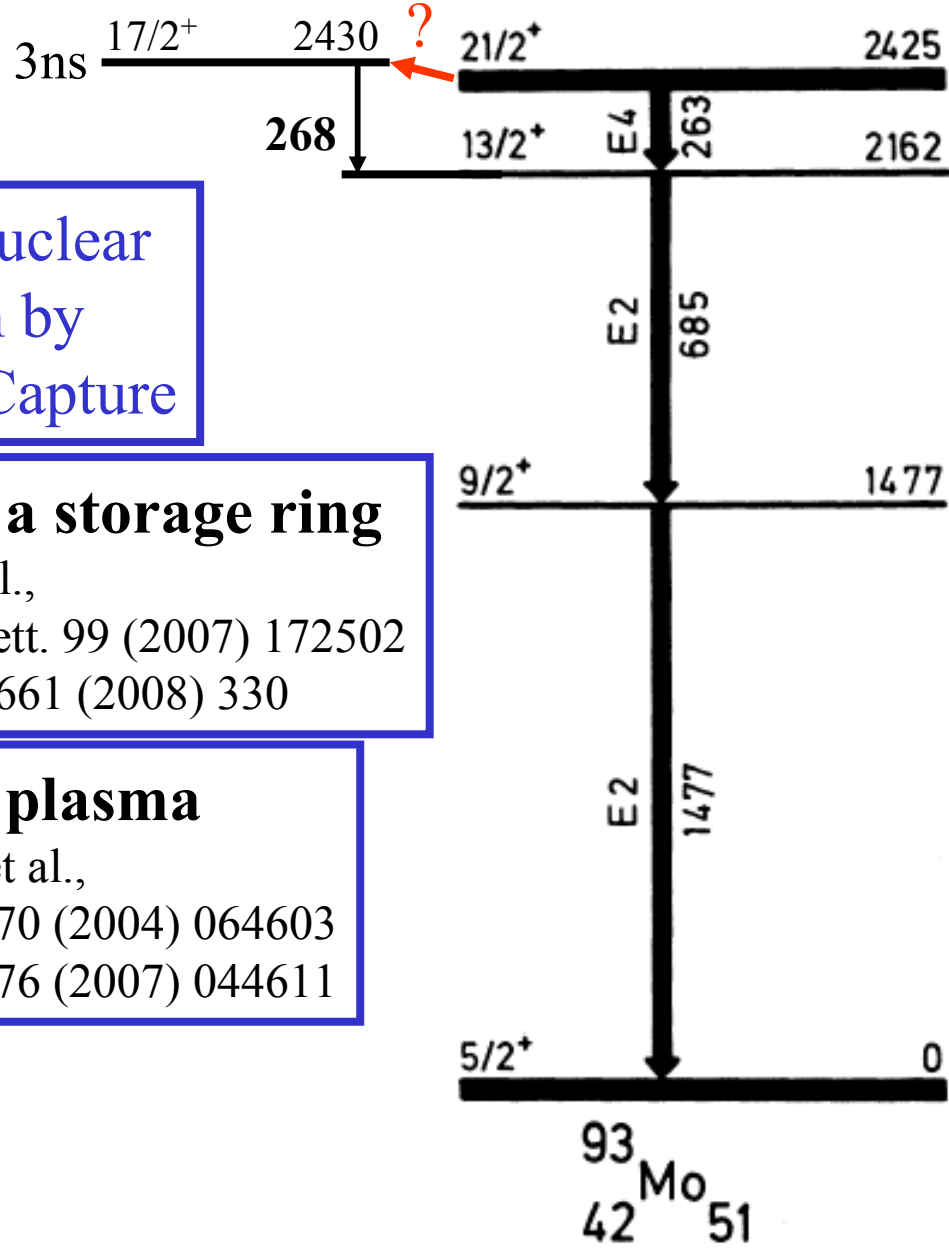 17/2⁺ 2430 ?
3ns
268
21/2⁺ 2425
E4 263
13/2⁺ 2162
E2 685
9/2⁺ 1477
E2 1477
5/2⁺ 0
93
Mo
42 51
uclear
by
Capture
a storage ring
l.,
ett. 99 (2007) 172502
661 (2008) 330
plasma
et al.,
70 (2004) 064603
76 (2007) 044611